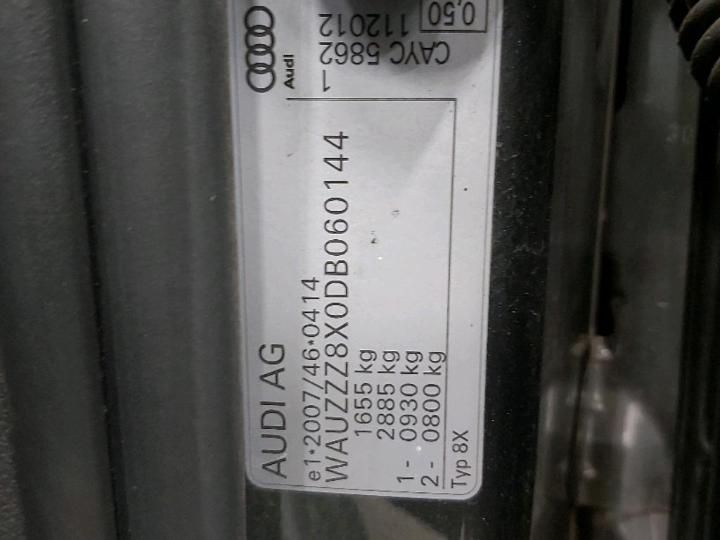 AUDI AG
e1*2007/46*0414
WAUZZZ8X0DB060144
1655 kg
2885 kg
1 - 0930 kg
2 - 0800 kg
Typ 8X
Audi
CAYC 5862
112012
0,50